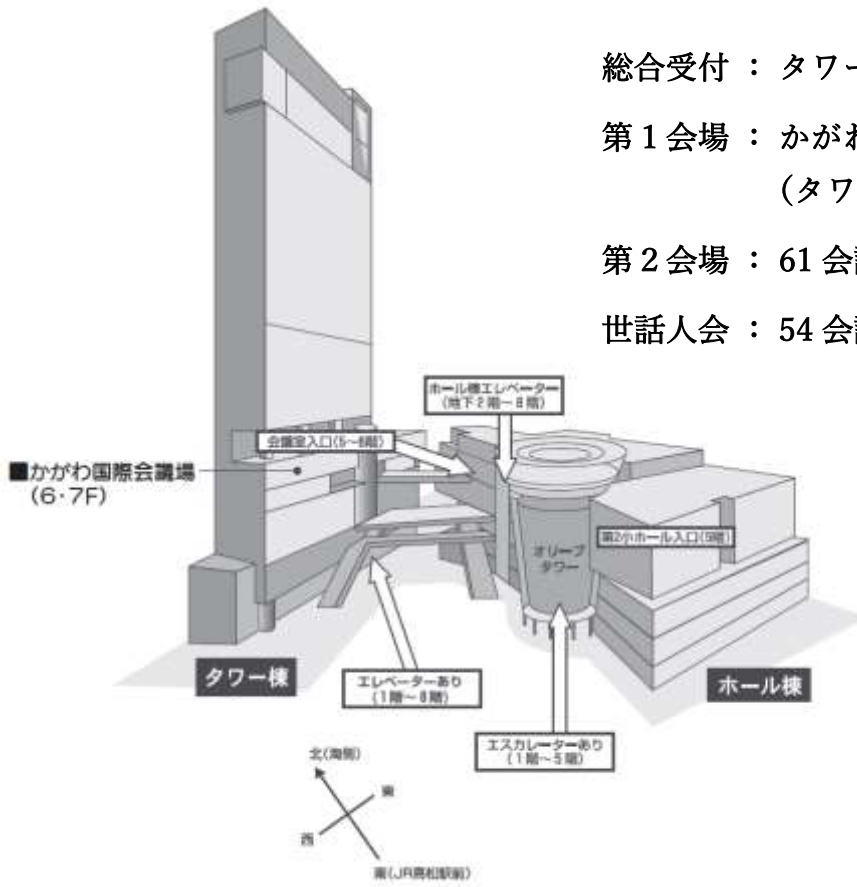 総合受付 : タワー
第1会場 : かがわ
(タワ
第2会場 : 61 会議
世話人会 : 54 会議
ホール棟エレベーター
(地下2階~8階)
会議室入口(5~6階)
■かがわ国際会議場
(6・7F)
第2小ホール入口(5階)
オリーブ
タワー
タワー棟
エレベーターあり
(1階~8階)
ホール棟
エスカレーターあり
(1階~5階)
北(海側)
東
西
南(JR高松駅前)